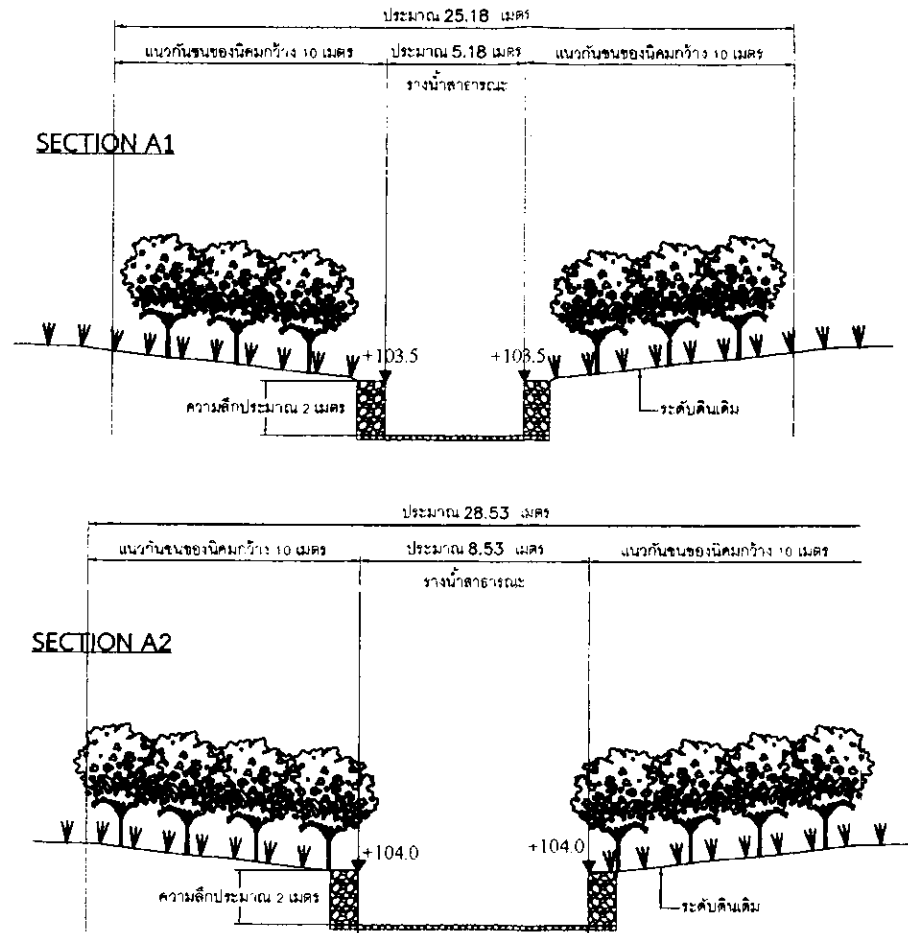 ประมาณ 25.18 เมตร
แนวกันชนของนิคมกว้าง 10 เมตร ประมาณ 5.18 เมตร แนวกันชนของนิคมกว้าง 10 เมตร
รางน้ำสาธารณะ
SECTION A1
+103.5 +103.5
ความลึกประมาณ 2 เมตร
ระดับดินเดิม
ประมาณ 28.53 เมตร
แนวกันชนของนิคมกว้าง 10 เมตร ประมาณ 8.53 เมตร แนวกันชนของนิคมกว้าง 10 เมตร
รางน้ำสาธารณะ
SECTION A2
+104.0 +104.0
ความลึกประมาณ 2 เมตร
ระดับดินเดิม